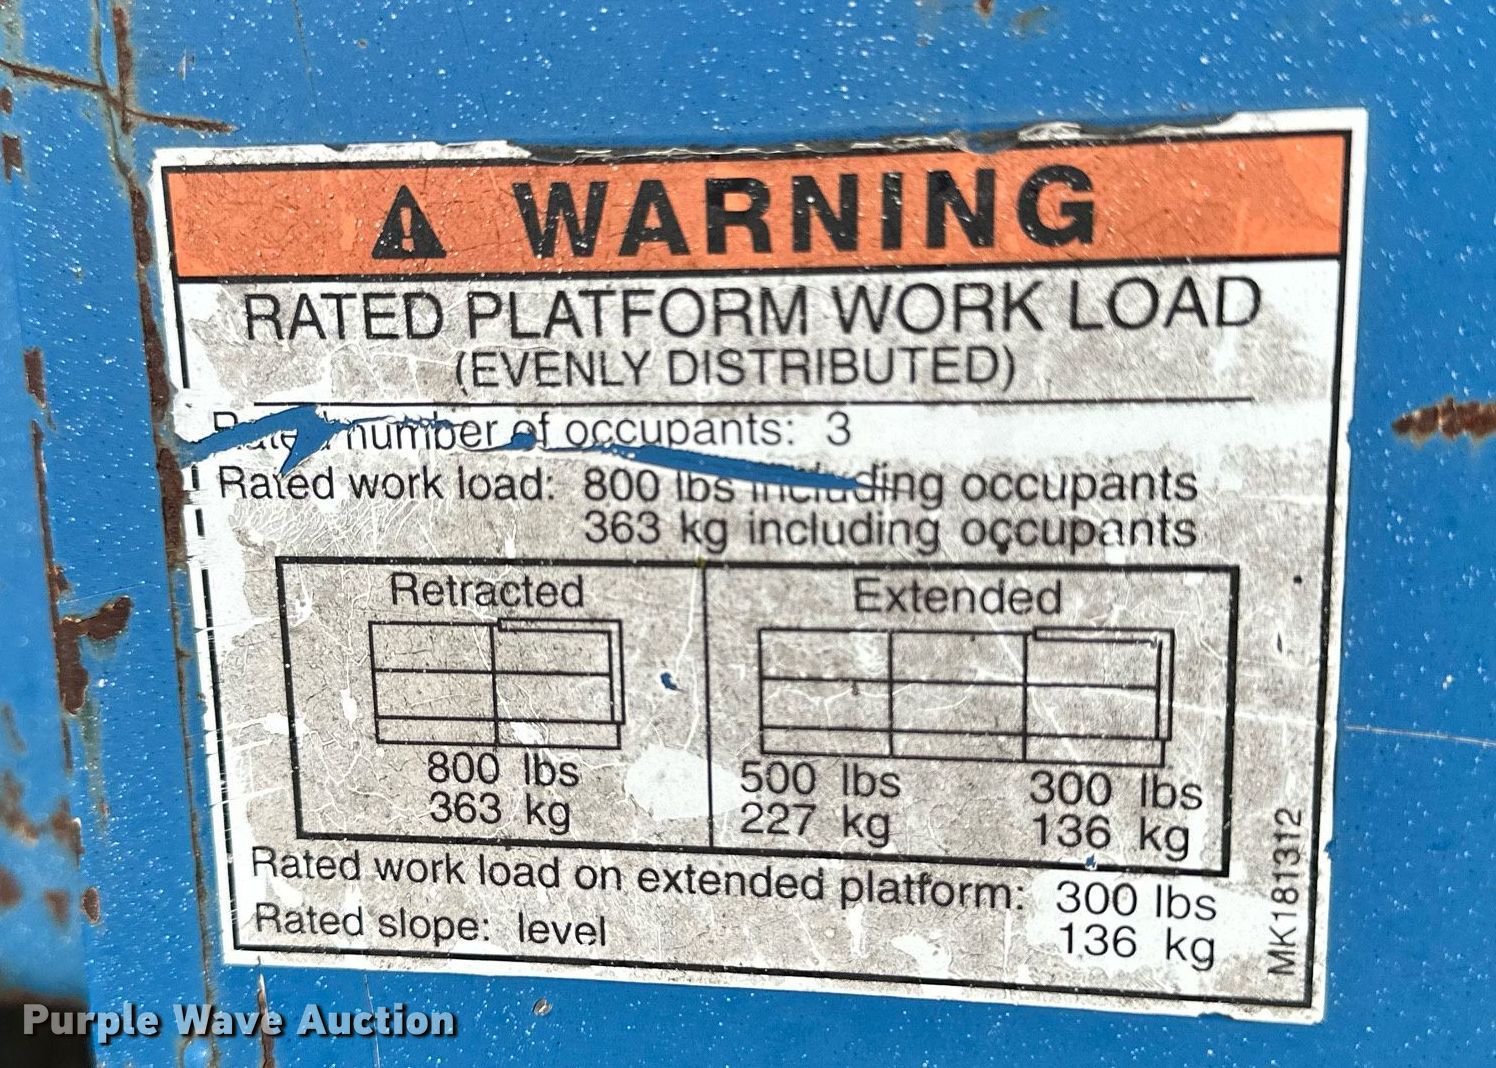 WARNING
RATED PLATFORM WORK LOAD
(EVENLY DISTRIBUTED)
Rated number of occupants: 3
Rated work load: 800 lbs including occupants
363 kg including occupants
Retracted
Extended
800 lbs
363 kg
500 lbs
227 kg
300 lbs
136 kg
Rated work load on extended platform: 300 lbs
136 kg
Rated slope: level
MK181312
Purple Wave Auction